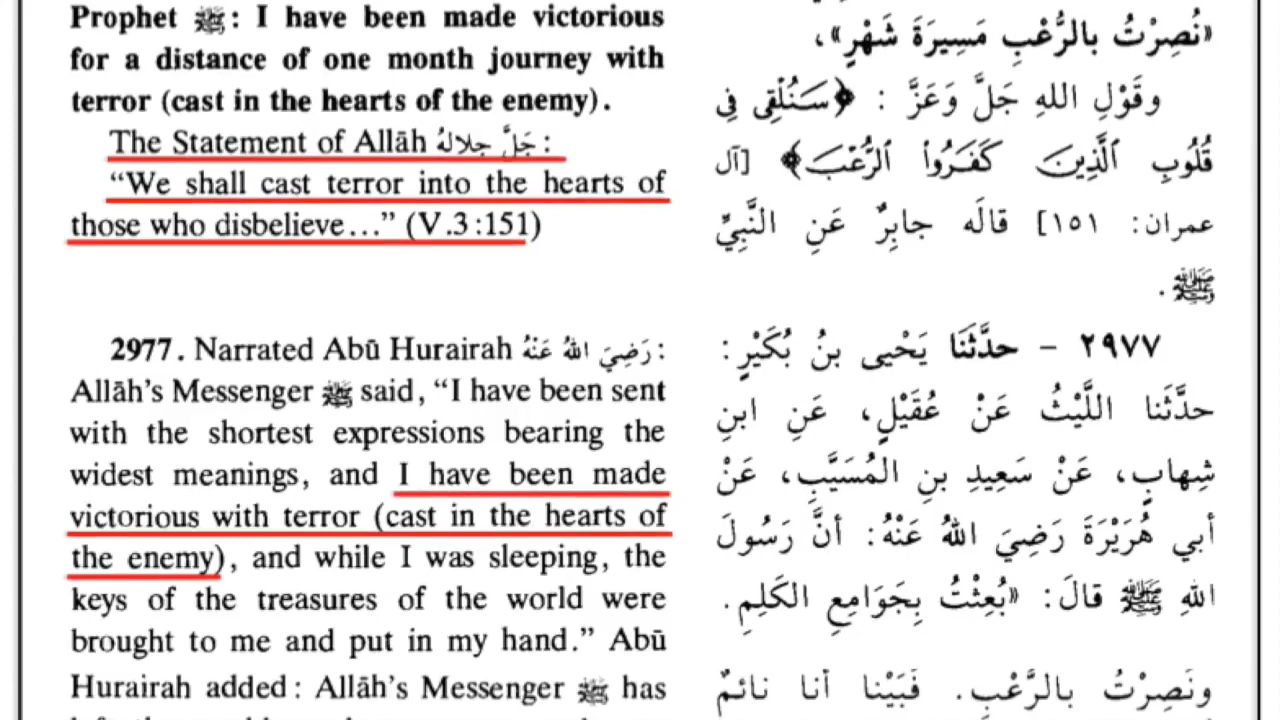 Prophet ﷺ: I have been made victorious
for a distance of one month journey with
terror (cast in the hearts of the enemy).
The Statement of Allāh جَلَّ جلالهُ:
“We shall cast terror into the hearts of
those who disbelieve...” (V.3:151)
2977. Narrated Abū Hurairah رَضِيَ اللهُ عَنْهُ:
Allāh’s Messenger ﷺ said, “I have been sent
with the shortest expressions bearing the
widest meanings, and I have been made
victorious with terror (cast in the hearts of
the enemy), and while I was sleeping, the
keys of the treasures of the world were
brought to me and put in my hand.” Abū
Hurairah added: Allāh’s Messenger ﷺ has
«نُصِرْتُ بالرُّعْبِ مَسِيرَةَ شَهْرٍ»،
وقَوْلِ اللهِ جَلَّ وَعَزَّ : ﴿سَنُلْقِى فِى
قُلُوبِ ٱلَّذِينَ كَفَرُوا۟ ٱلرُّعْبَ﴾ [آل
عمران: ١٥١] قالَه جابِرٌ عَنِ النَّبِيِّ
ﷺ.
٢٩٧٧ - حدَّثَنَا يَحْيى بنُ بُكَيْرٍ:
حدَّثَنا اللَّيْثُ عَنْ عُقَيْلٍ، عَنِ ابنِ
شِهابٍ، عَنْ سَعِيدِ بنِ المُسَيَّبِ، عَنْ
أبي هُرَيْرَةَ رَضِيَ اللهُ عَنْهُ: أنَّ رَسُولَ
اللهِ ﷺ قالَ: «بُعِثْتُ بِجَوَامِعِ الكَلِمِ.
ونُصِرْتُ بالرُّعْبِ. فَبَيْنا أنا نائمٌ